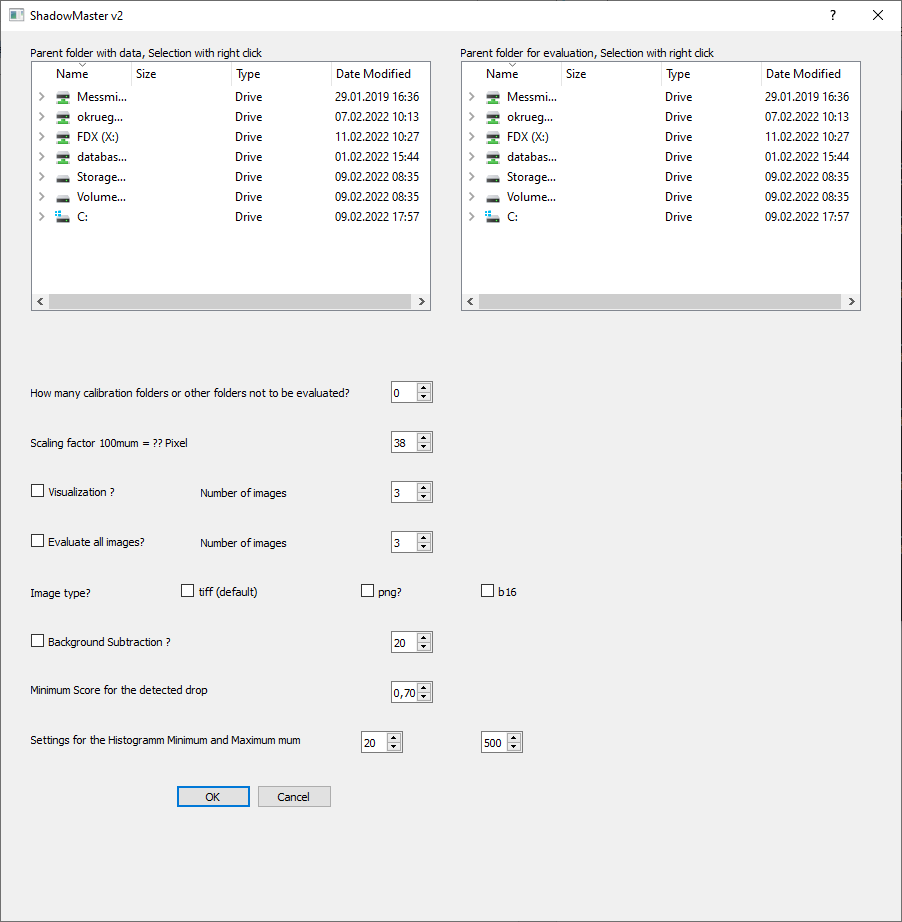 ShadowMaster v2 ?
Parent folder with data, Selection with right click
Name Size Type Date Modified
Messmi... Drive 29.01.2019 16:36
okrueg... Drive 07.02.2022 10:13
FDX (X:) Drive 11.02.2022 10:27
databas... Drive 01.02.2022 15:44
Storage... Drive 09.02.2022 08:35
Volume... Drive 09.02.2022 08:35
C: Drive 09.02.2022 17:57
Parent folder for evaluation, Selection with right click
Name Size Type Date Modified
Messmi... Drive 29.01.2019 16:36
okrueg... Drive 07.02.2022 10:13
FDX (X:) Drive 11.02.2022 10:27
databas... Drive 01.02.2022 15:44
Storage... Drive 09.02.2022 08:35
Volume... Drive 09.02.2022 08:35
C: Drive 09.02.2022 17:57
How many calibration folders or other folders not to be evaluated? 0
Scaling factor 100mum = ?? Pixel 38
Visualization ? Number of images 3
Evaluate all images? Number of images 3
Image type? tiff (default) png? b16
Background Subtraction ? 20
Minimum Score for the detected drop 0,70
Settings for the Histogramm Minimum and Maximum mum 20 500
OK Cancel